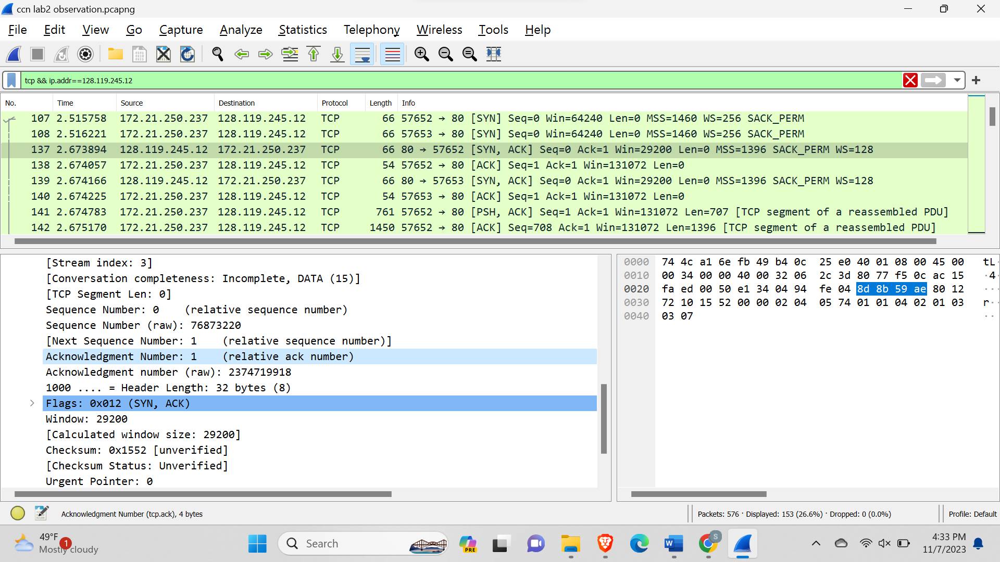 ccn lab2 observation.pcapng
File Edit View Go Capture Analyze Statistics Telephony Wireless Tools Help
tcp && ip.addr==128.119.245.12
No. Time Source Destination Protocol Length Info
107 2.515758 172.21.250.237 128.119.245.12 TCP 66 57652 → 80 [SYN] Seq=0 Win=64240 Len=0 MSS=1460 WS=256 SACK_PERM
108 2.516221 172.21.250.237 128.119.245.12 TCP 66 57653 → 80 [SYN] Seq=0 Win=64240 Len=0 MSS=1460 WS=256 SACK_PERM
137 2.673894 128.119.245.12 172.21.250.237 TCP 66 80 → 57652 [SYN, ACK] Seq=0 Ack=1 Win=29200 Len=0 MSS=1396 SACK_PERM WS=128
138 2.674057 172.21.250.237 128.119.245.12 TCP 54 57652 → 80 [ACK] Seq=1 Ack=1 Win=131072 Len=0
139 2.674166 128.119.245.12 172.21.250.237 TCP 66 80 → 57653 [SYN, ACK] Seq=0 Ack=1 Win=29200 Len=0 MSS=1396 SACK_PERM WS=128
140 2.674225 172.21.250.237 128.119.245.12 TCP 54 57653 → 80 [ACK] Seq=1 Ack=1 Win=131072 Len=0
141 2.674783 172.21.250.237 128.119.245.12 TCP 761 57652 → 80 [PSH, ACK] Seq=1 Ack=1 Win=131072 Len=707 [TCP segment of a reassembled PDU]
142 2.675170 172.21.250.237 128.119.245.12 TCP 1450 57652 → 80 [ACK] Seq=708 Ack=1 Win=131072 Len=1396 [TCP segment of a reassembled PDU]
[Stream index: 3]
[Conversation completeness: Incomplete, DATA (15)]
[TCP Segment Len: 0]
Sequence Number: 0 (relative sequence number)
Sequence Number (raw): 76873220
[Next Sequence Number: 1 (relative sequence number)]
Acknowledgment Number: 1 (relative ack number)
Acknowledgment number (raw): 2374719918
1000 .... = Header Length: 32 bytes (8)
Flags: 0x012 (SYN, ACK)
Window: 29200
[Calculated window size: 29200]
Checksum: 0x1552 [unverified]
[Checksum Status: Unverified]
Urgent Pointer: 0
0000 74 4c a1 6e fb 49 b4 0c 25 e0 40 01 08 00 45 00 tL·
0010 00 34 00 00 40 00 32 06 2c 3d 80 77 f5 0c ac 15 ·4·
0020 fa ed 00 50 e1 34 04 94 fe 04 8d 8b 59 ae 80 12 ···
0030 72 10 15 52 00 00 02 04 05 74 01 01 04 02 01 03 r··
0040 03 07 ··
Acknowledgment Number (tcp.ack), 4 bytes
Packets: 576 · Displayed: 153 (26.6%) · Dropped: 0 (0.0%)
Profile: Default
49°F
Mostly cloudy
1
Search
PRE
W
S
4:33 PM
11/7/2023